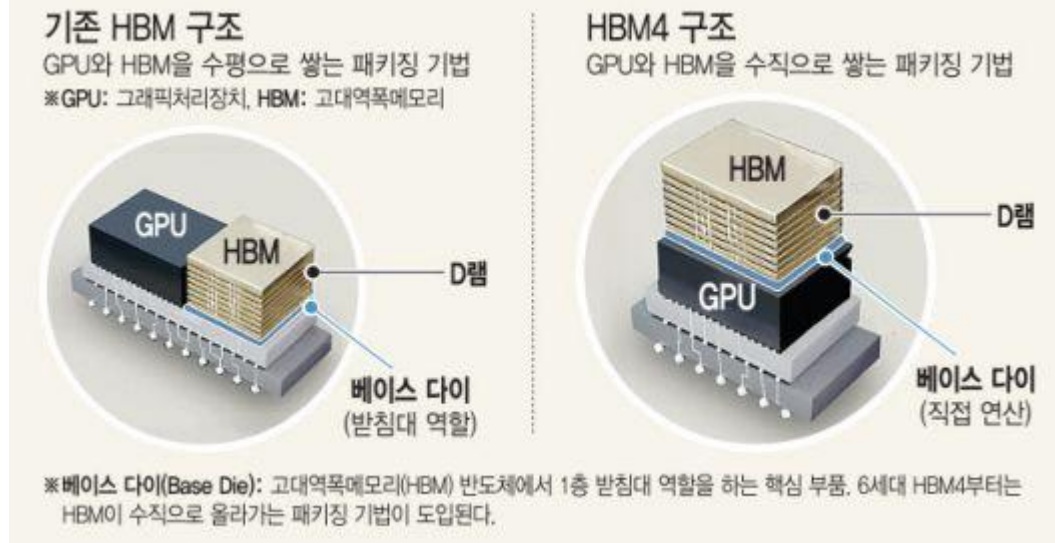 기존 HBM 구조
GPU와 HBM을 수평으로 쌓는 패키징 기법
※GPU: 그래픽처리장치, HBM: 고대역폭메모리
GPU
HBM
D램
베이스 다이
(받침대 역할)
HBM4 구조
GPU와 HBM을 수직으로 쌓는 패키징 기법
HBM
D램
GPU
베이스 다이
(직접 연산)
※베이스 다이(Base Die): 고대역폭메모리(HBM) 반도체에서 1층 받침대 역할을 하는 핵심 부품. 6세대 HBM4부터는
HBM이 수직으로 올라가는 패키징 기법이 도입된다.